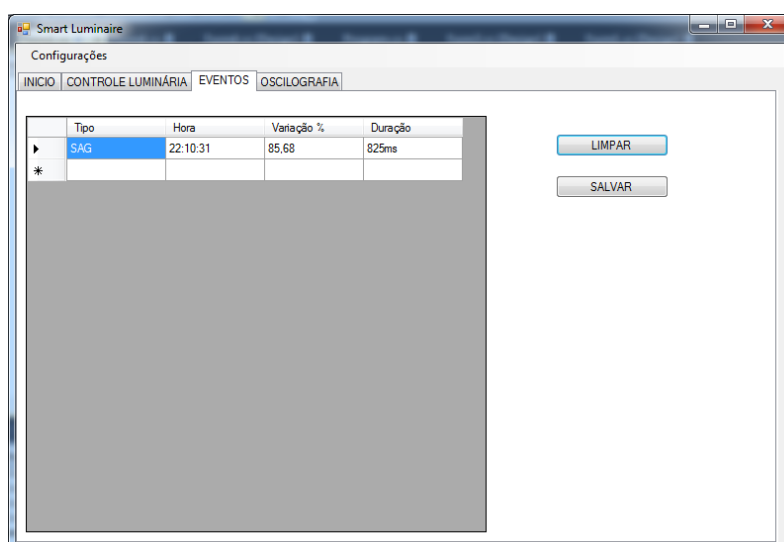 Smart Luminaire
Configurações
INICIO CONTROLE LUMINÁRIA EVENTOS OSCILOGRAFIA
Tipo Hora Variação % Duração
SAG 22:10:31 85,68 825ms
LIMPAR
SALVAR